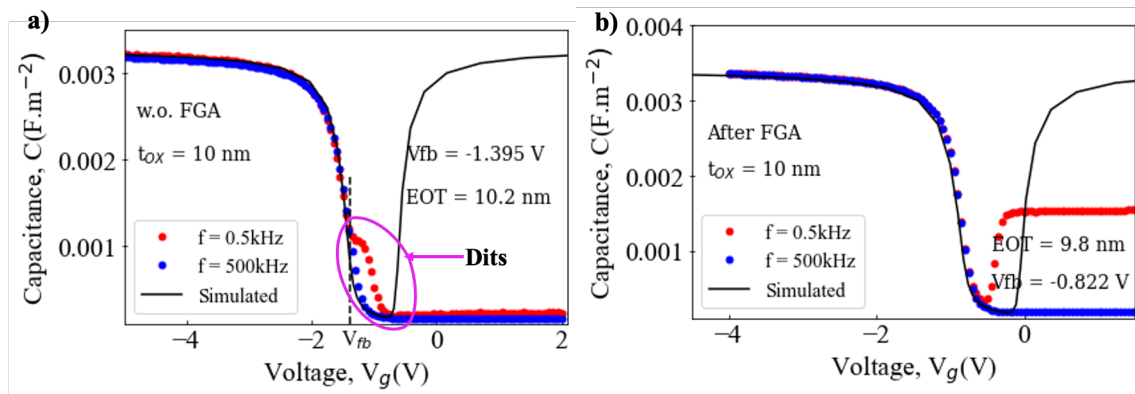 a)
Capacitance, C(F.m⁻²)
0.003
0.002
0.001
w.o. FGA
t_OX = 10 nm
Vfb = -1.395 V
EOT = 10.2 nm
f = 0.5kHz
f = 500kHz
Simulated
Dits
−4
−2
V_fb
0
2
Voltage, V_g(V)
b)
Capacitance, C(F.m⁻²)
0.004
0.003
0.002
0.001
After FGA
t_OX = 10 nm
f = 0.5kHz
f = 500kHz
Simulated
EOT = 9.8 nm
Vfb = -0.822 V
−4
−2
0
Voltage, V_g(V)